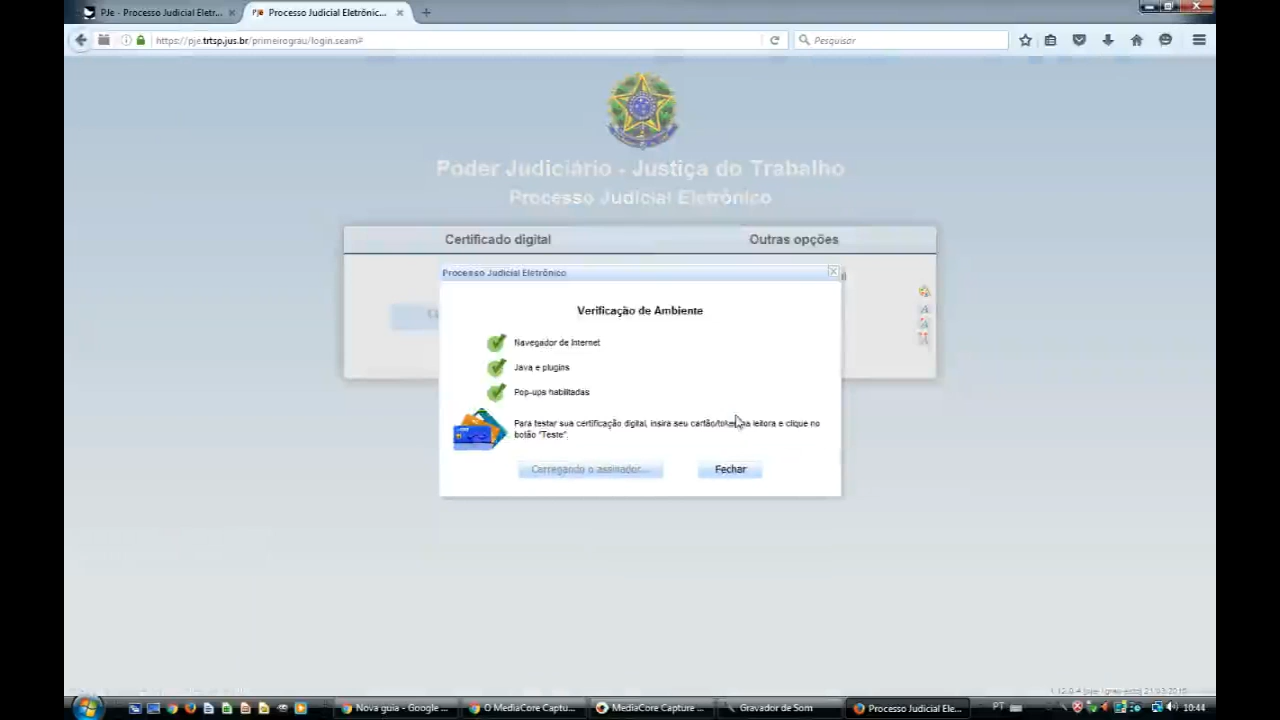 PJe - Processo Judicial Eletr...
PJe Processo Judicial Eletrônic...
https://pje.trtsp.jus.br/primeirograu/login.seam#
Pesquisar
Poder Judiciário - Justiça do Trabalho
Processo Judicial Eletrônico
Certificado digital
Outras opções
Processo Judicial Eletrônico
Verificação de Ambiente
Navegador de Internet
Java e plugins
Pop-ups habilitadas
Para testar sua certificação digital, insira seu cartão/token na leitora e clique no
botão "Teste".
Carregando o assinador...
Fechar
Nova guia - Google ...
O MediaCore Captu...
MediaCore Capture ...
Gravador de Som
Processo Judicial Ele...
PT
10:44